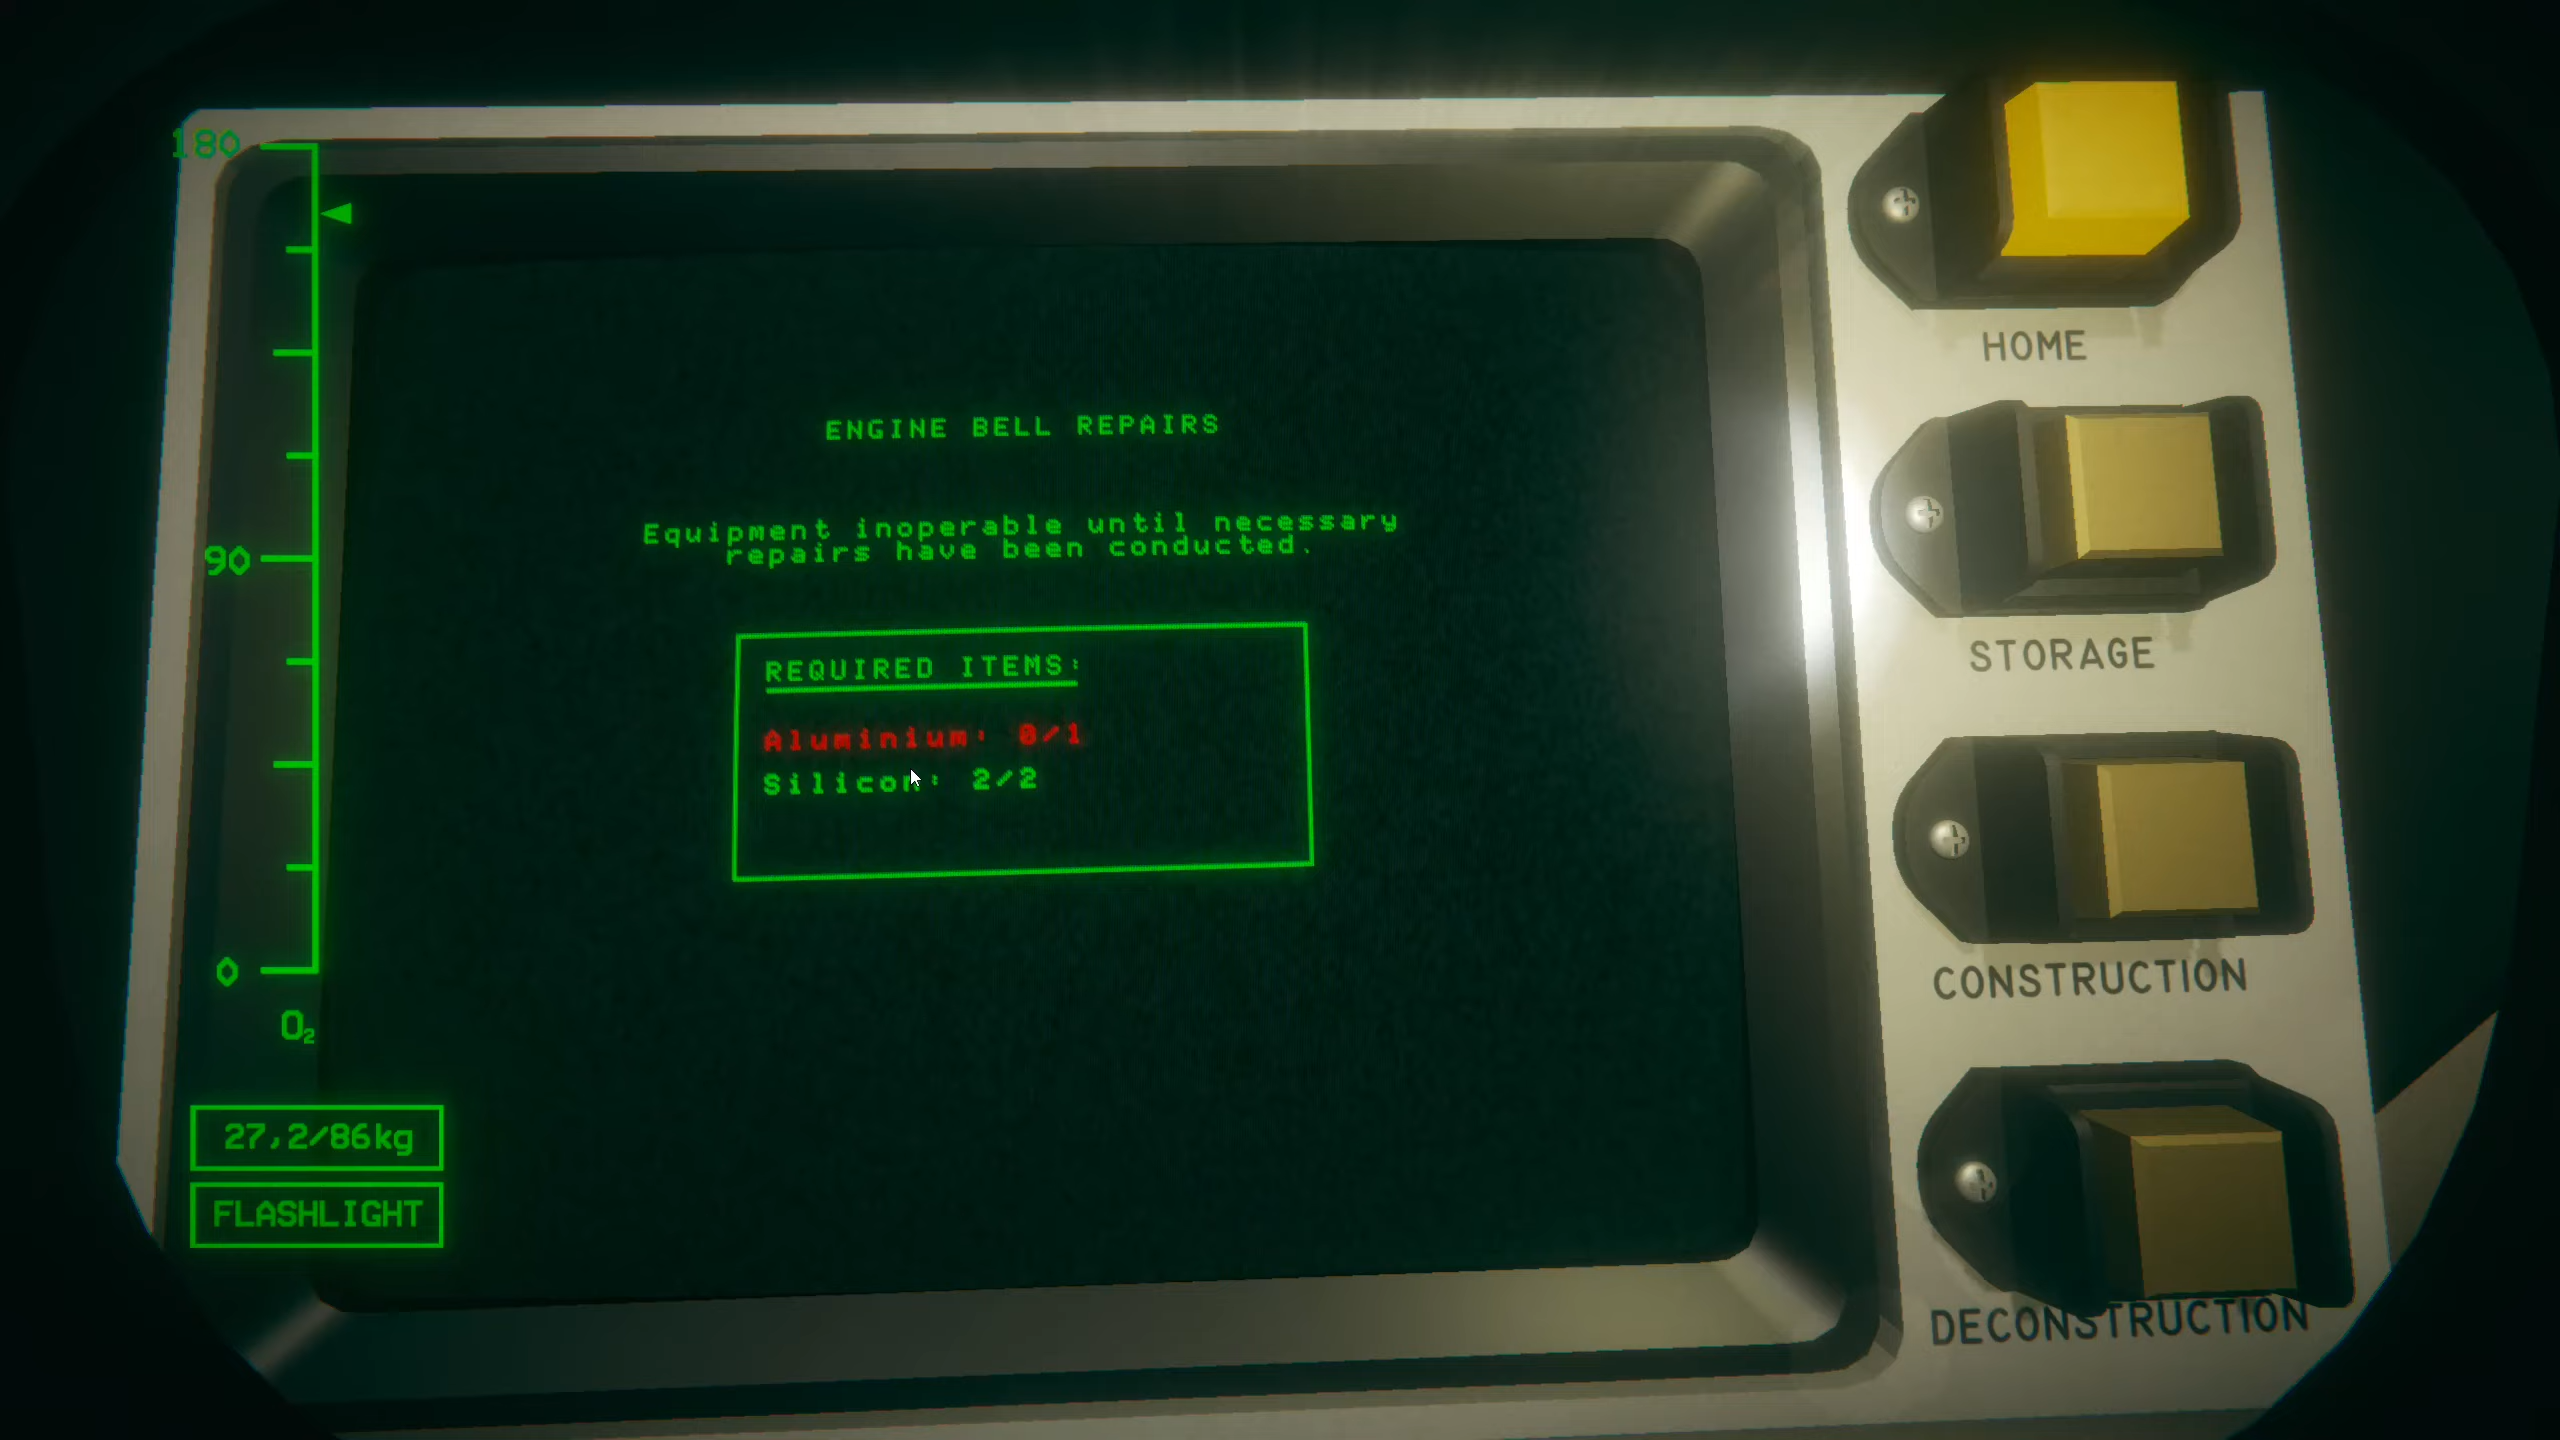 180
90
0
O₂
27,2/86kg
FLASHLIGHT
ENGINE BELL REPAIRS
Equipment inoperable until necessary
repairs have been conducted.
REQUIRED ITEMS:
Aluminium: 0/1
Silicon: 2/2
HOME
STORAGE
CONSTRUCTION
DECONSTRUCTION